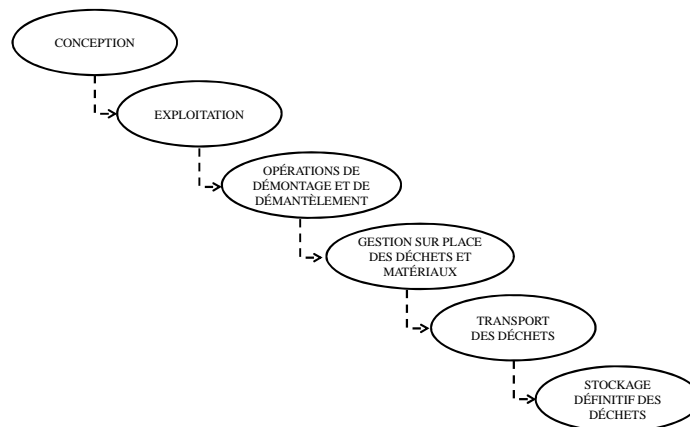 CONCEPTION
EXPLOITATION
OPÉRATIONS DE
DÉMONTAGE ET DE
DÉMANTÈLEMENT
GESTION SUR PLACE
DES DÉCHETS ET
MATÉRIAUX
TRANSPORT
DES DÉCHETS
STOCKAGE
DÉFINITIF DES
DÉCHETS